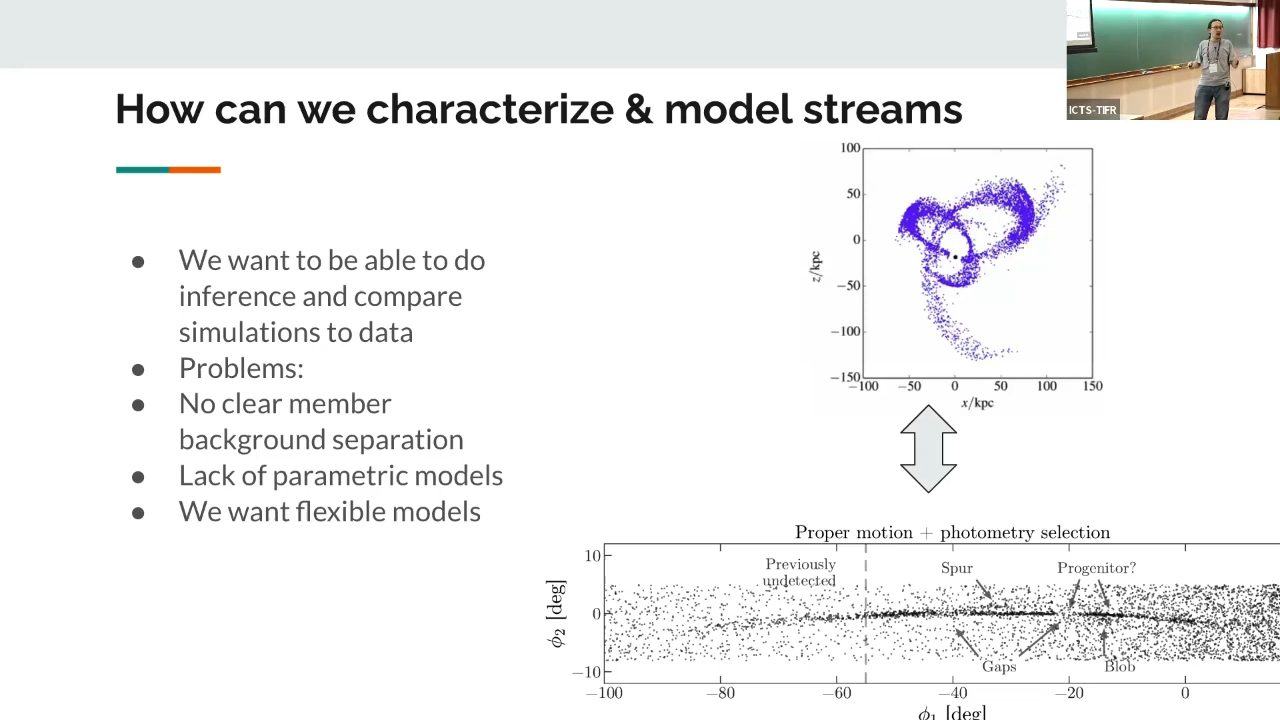 How can we characterize & model streams
ICTS-TIFR
● We want to be able to do
inference and compare
simulations to data
● Problems:
● No clear member
background separation
● Lack of parametric models
● We want flexible models
100
50
0
−50
−100
−150
z/kpc
−100 −50 0 50 100 150
x/kpc
Proper motion + photometry selection
10
0
−10
ϕ2 [deg]
Previously
undetected
Spur
Progenitor?
Gaps
Blob
−100 −80 −60 −40 −20 0
ϕ1 [deg]